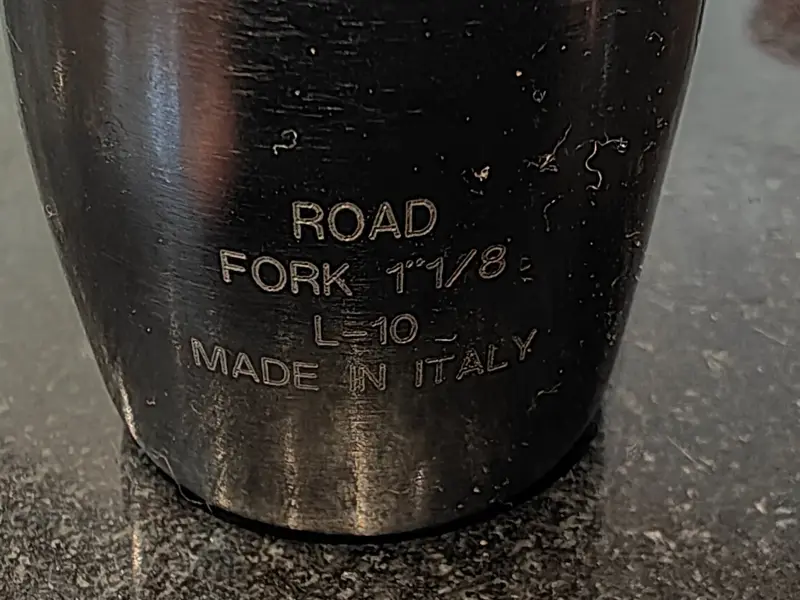 ROAD
FORK 1"1/8
L=10
MADE IN ITALY